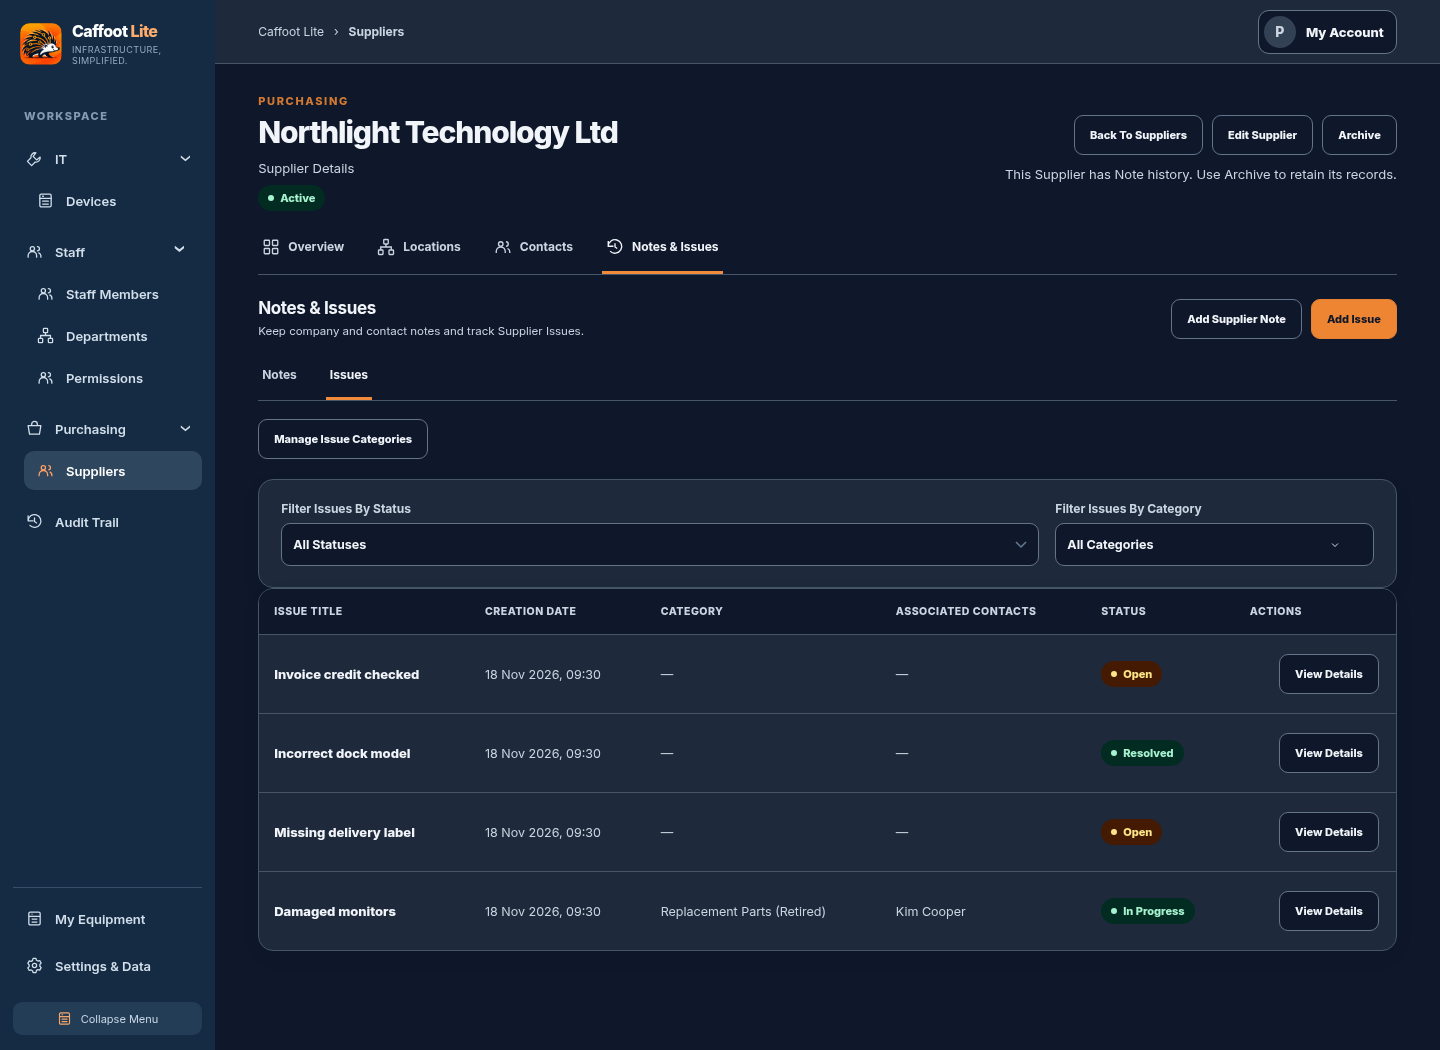 Caffoot Lite
INFRASTRUCTURE,
SIMPLIFIED.
WORKSPACE
IT
Devices
Staff
Staff Members
Departments
Permissions
Purchasing
Suppliers
Audit Trail
My Equipment
Settings & Data
Collapse Menu
Caffoot Lite › Suppliers
P My Account
PURCHASING
Northlight Technology Ltd
Supplier Details
Active
Back To Suppliers Edit Supplier Archive
This Supplier has Note history. Use Archive to retain its records.
Overview Locations Contacts Notes & Issues
Notes & Issues
Keep company and contact notes and track Supplier Issues.
Add Supplier Note Add Issue
Notes Issues
Manage Issue Categories
Filter Issues By Status Filter Issues By Category
All Statuses All Categories
ISSUE TITLE CREATION DATE CATEGORY ASSOCIATED CONTACTS STATUS ACTIONS
Invoice credit checked 18 Nov 2026, 09:30 — — Open View Details
Incorrect dock model 18 Nov 2026, 09:30 — — Resolved View Details
Missing delivery label 18 Nov 2026, 09:30 — — Open View Details
Damaged monitors 18 Nov 2026, 09:30 Replacement Parts (Retired) Kim Cooper In Progress View Details